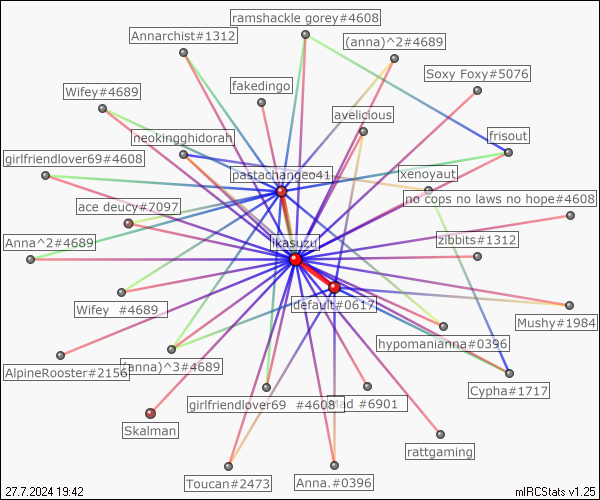 ramshackle gorey#4608
Annarchist#1312
(anna)^2#4689
Soxy Foxy#5076
Wifey#4689
fakedingo
avelicious
neokingghidorah
frisout
girlfriendlover69#4608
pastachange041
xenoyaut
no cops no laws no hope#4608
ace deucy#7097
Anna^2#4689
ikasuzu
zibbits#1312
default#0617
Wifey #4689
Mushy#1984
hypomanianna#0396
AlpineRooster#2156
(anna)^3#4689
Cypha#1717
girlfriendlover69 #4608
#6901
Skalman
rattgaming
Toucan#2473
Anna.#0396
27.7.2024 19:42
mIRCStats v1.25